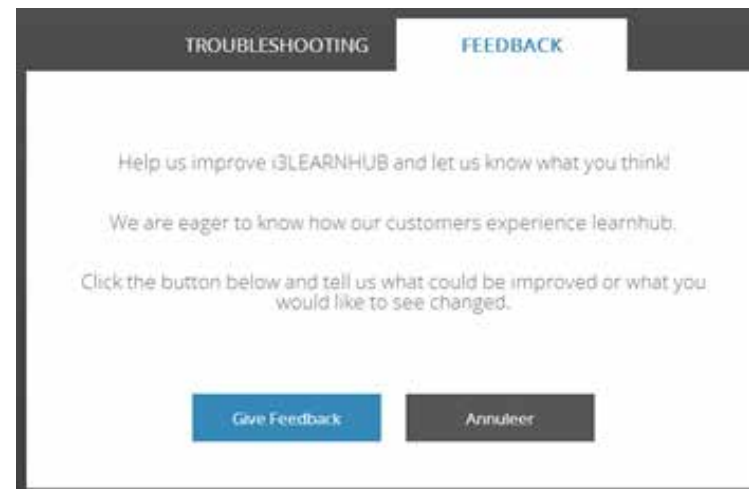 TROUBLESHOOTING FEEDBACK
Help us improve i3LEARNHUB and let us know what you think!
We are eager to know how our customers experience learnhub.
Click the button below and tell us what could be improved or what you
would like to see changed.
Give Feedback Annuleer